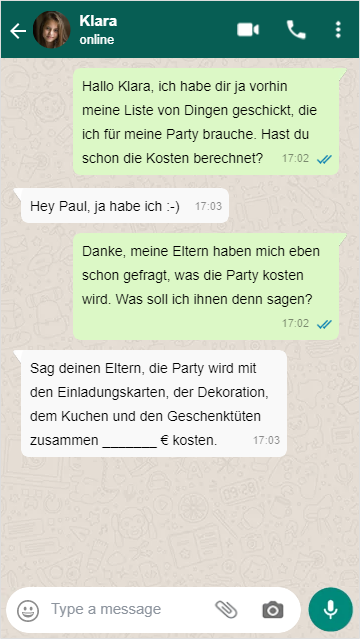 Klara
online
Hallo Klara, ich habe dir ja vorhin
meine Liste von Dingen geschickt, die
ich für meine Party brauche. Hast du
schon die Kosten berechnet? 17:02
Hey Paul, ja habe ich :-) 17:03
Danke, meine Eltern haben mich eben
schon gefragt, was die Party kosten
wird. Was soll ich ihnen denn sagen?
17:02
Sag deinen Eltern, die Party wird mit
den Einladungskarten, der Dekoration,
dem Kuchen und den Geschenktüten
zusammen _______ € kosten. 17:03
Type a message